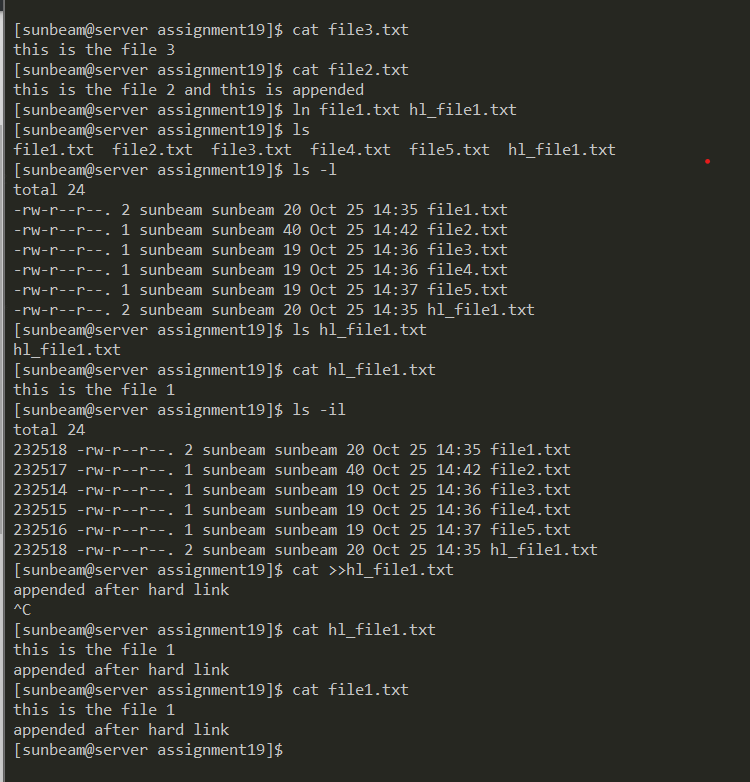 [sunbeam@server assignment19]$ cat file3.txt
this is the file 3
[sunbeam@server assignment19]$ cat file2.txt
this is the file 2 and this is appended
[sunbeam@server assignment19]$ ln file1.txt hl_file1.txt
[sunbeam@server assignment19]$ ls
file1.txt  file2.txt  file3.txt  file4.txt  file5.txt  hl_file1.txt
[sunbeam@server assignment19]$ ls -l
total 24
-rw-r--r--. 2 sunbeam sunbeam 20 Oct 25 14:35 file1.txt
-rw-r--r--. 1 sunbeam sunbeam 40 Oct 25 14:42 file2.txt
-rw-r--r--. 1 sunbeam sunbeam 19 Oct 25 14:36 file3.txt
-rw-r--r--. 1 sunbeam sunbeam 19 Oct 25 14:36 file4.txt
-rw-r--r--. 1 sunbeam sunbeam 19 Oct 25 14:37 file5.txt
-rw-r--r--. 2 sunbeam sunbeam 20 Oct 25 14:35 hl_file1.txt
[sunbeam@server assignment19]$ ls hl_file1.txt
hl_file1.txt
[sunbeam@server assignment19]$ cat hl_file1.txt
this is the file 1
[sunbeam@server assignment19]$ ls -il
total 24
232518 -rw-r--r--. 2 sunbeam sunbeam 20 Oct 25 14:35 file1.txt
232517 -rw-r--r--. 1 sunbeam sunbeam 40 Oct 25 14:42 file2.txt
232514 -rw-r--r--. 1 sunbeam sunbeam 19 Oct 25 14:36 file3.txt
232515 -rw-r--r--. 1 sunbeam sunbeam 19 Oct 25 14:36 file4.txt
232516 -rw-r--r--. 1 sunbeam sunbeam 19 Oct 25 14:37 file5.txt
232518 -rw-r--r--. 2 sunbeam sunbeam 20 Oct 25 14:35 hl_file1.txt
[sunbeam@server assignment19]$ cat >>hl_file1.txt
appended after hard link
^C
[sunbeam@server assignment19]$ cat hl_file1.txt
this is the file 1
appended after hard link
[sunbeam@server assignment19]$ cat file1.txt
this is the file 1
appended after hard link
[sunbeam@server assignment19]$